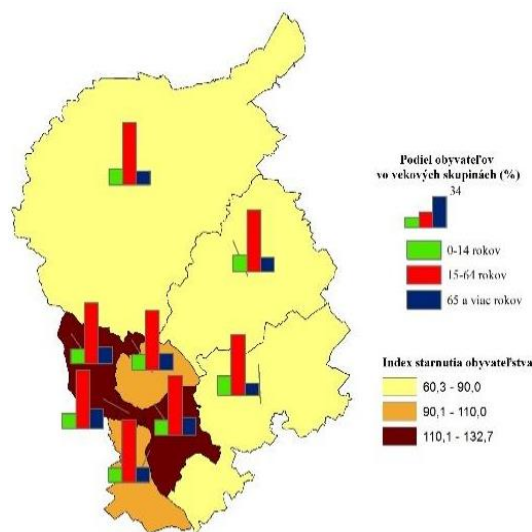 Podiel obyvateľov
vo vekových skupinách (%)
34
0-14 rokov
15-64 rokov
65 a viac rokov
Index starnutia obyvateľstva
60,3 - 90,0
90,1 - 110,0
110,1 - 132,7